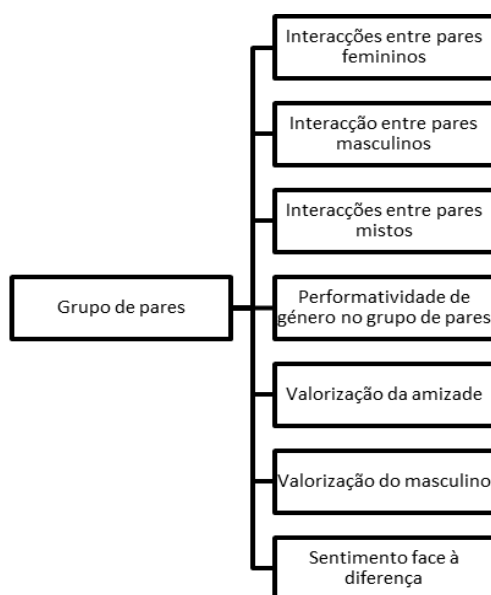 Interacções entre pares
femininos
Interacção entre pares
masculinos
Interacções entre pares
mistos
Grupo de pares
Performatividade de
género no grupo de pares
Valorização da amizade
Valorização do masculino
Sentimento face à
diferença